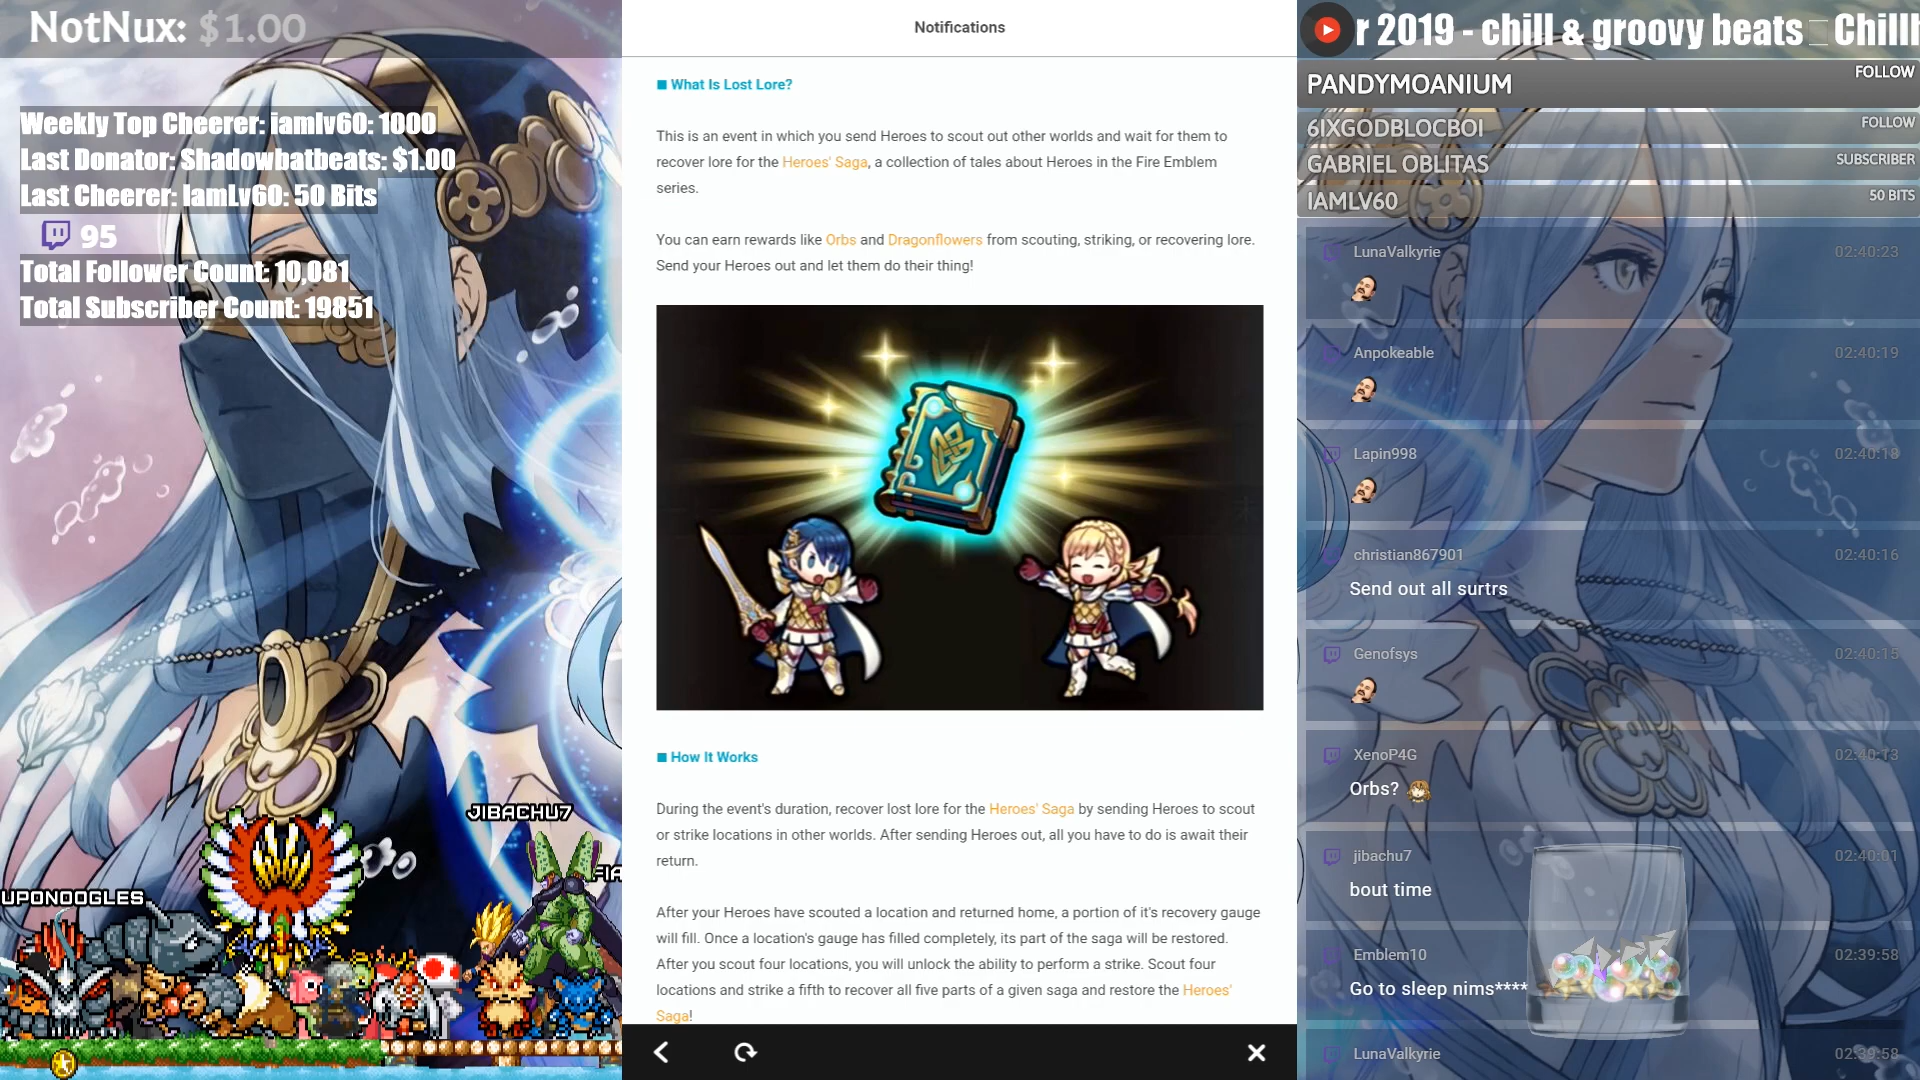 NotNux: $1.00
Weekly Top Cheerer: iamlv60: 1000
Last Donator: Shadowbatbeats: $1.00
Last Cheerer: IamLv60: 50 Bits
95
Total Follower Count: 10,081
Total Subscriber Count: 19851
JIBACHU7
UPONOOGLES
FIA
Notifications
■ What Is Lost Lore?
This is an event in which you send Heroes to scout out other worlds and wait for them to
recover lore for the Heroes' Saga, a collection of tales about Heroes in the Fire Emblem
series.
You can earn rewards like Orbs and Dragonflowers from scouting, striking, or recovering lore.
Send your Heroes out and let them do their thing!
■ How It Works
During the event's duration, recover lost lore for the Heroes' Saga by sending Heroes to scout
or strike locations in other worlds. After sending Heroes out, all you have to do is await their
return.
After your Heroes have scouted a location and returned home, a portion of it's recovery gauge
will fill. Once a location's gauge has filled completely, its part of the saga will be restored.
After you scout four locations, you will unlock the ability to perform a strike. Scout four
locations and strike a fifth to recover all five parts of a given saga and restore the Heroes'
Saga!
r 2019 - chill & groovy beats Chillh
PANDYMOANIUM FOLLOW
6IXGODBLOCBOI FOLLOW
GABRIEL OBLITAS SUBSCRIBER
IAMLV60 50 BITS
LunaValkyrie 02:40:23
Anpokeable 02:40:19
Lapin998 02:40:18
christian867901 02:40:16
Send out all surtrs
Genofsys 02:40:15
XenoP4G 02:40:13
Orbs?
jibachu7 02:40:01
bout time
Emblem10 02:39:58
Go to sleep nims****
LunaValkyrie 02:39:58